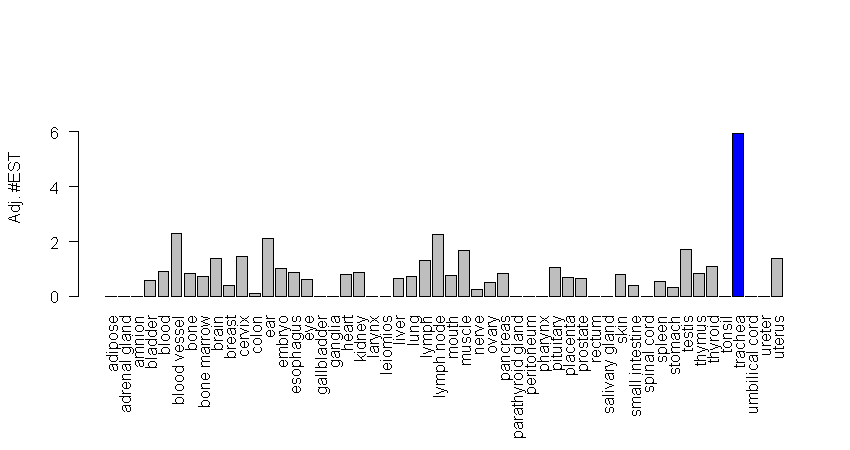 Adj. #EST
6
4
2
0
adipose
adrenal gland
amnion
bladder
blood
blood vessel
bone
bone marrow
brain
breast
cervix
colon
ear
embryo
esophagus
eye
gallbladder
ganglia
heart
kidney
larynx
leiomios
liver
lung
lymph
lymph node
mouth
muscle
nerve
ovary
pancreas
parathyroid gland
peritoneum
pharynx
pituitary
placenta
prostate
rectum
salivary gland
skin
small intestine
spinal cord
spleen
stomach
testis
thymus
thyroid
tonsil
trachea
umbilical cord
ureter
uterus